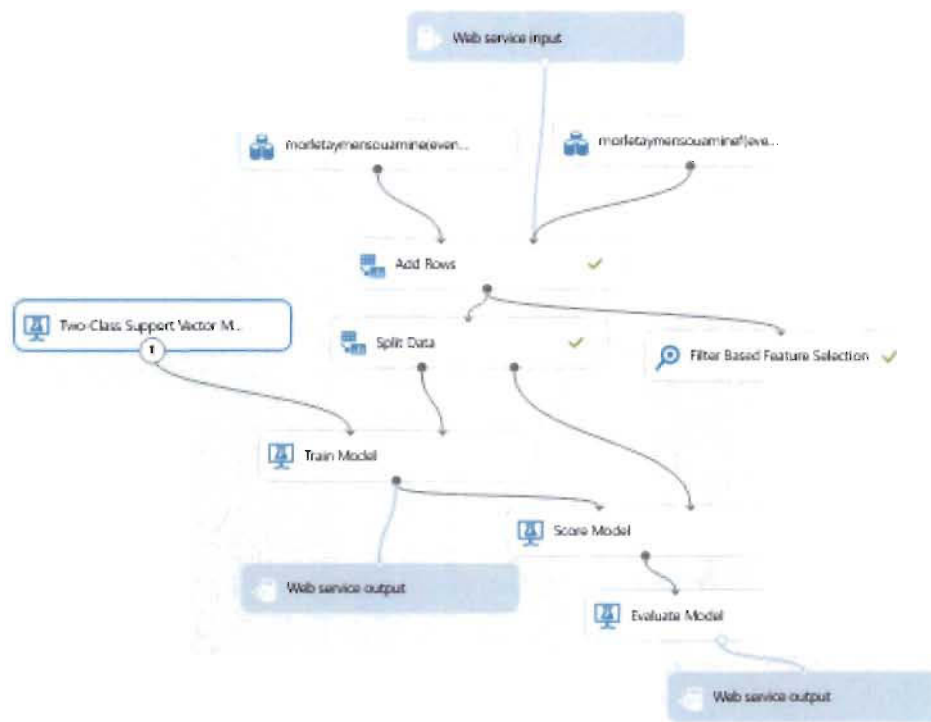 Web service input
morletaymensouamine(even...
morletaymensouaminef(eve...
Add Rows
Two-Class Support Vector M...
1
Split Data
Filter Based Feature Selection
Train Model
Score Model
Web service output
Evaluate Model
Web service output